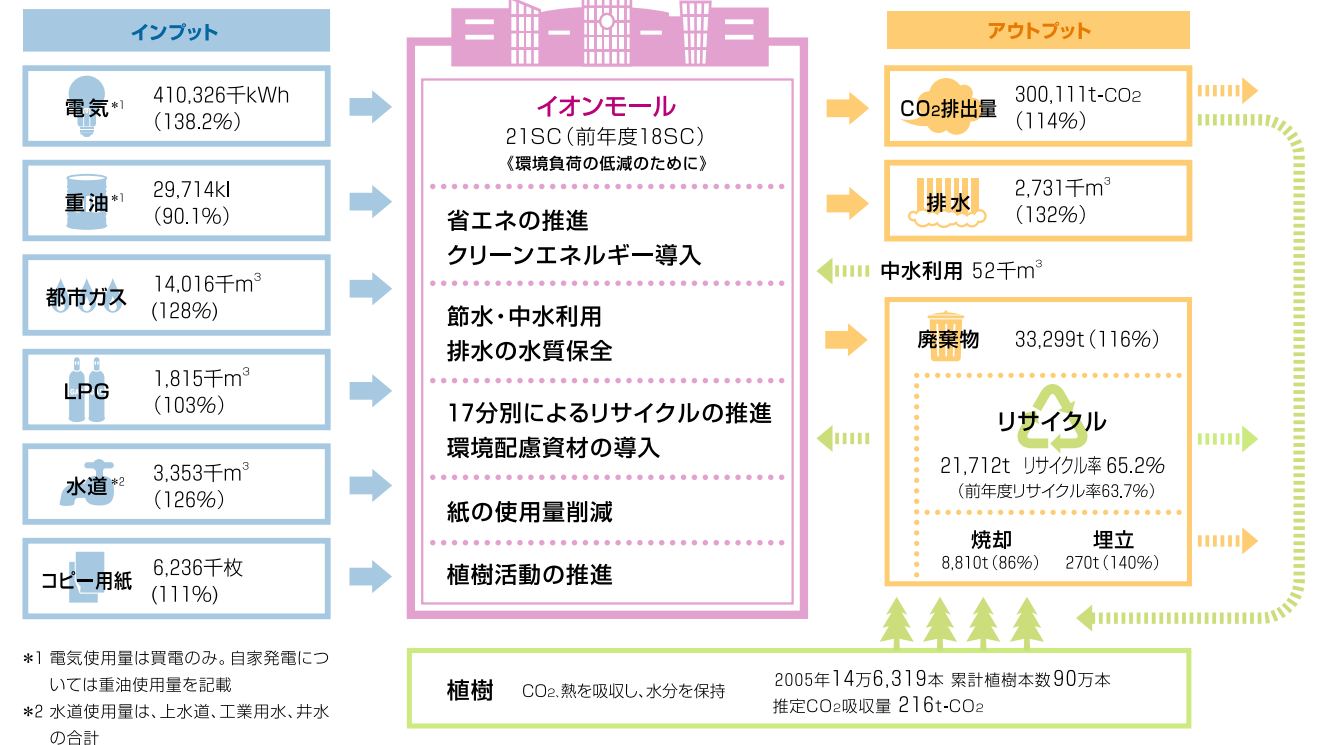 インプット
電気*1
410,326千kWh
(138.2%)
重油*1
29,714kl
(90.1%)
都市ガス
14,016千m³
(128%)
LPG
1,815千m³
(103%)
水道*2
3,353千m³
(126%)
コピー用紙
6,236千枚
(111%)
*1 電気使用量は買電のみ。自家発電につ
いては重油使用量を記載
*2 水道使用量は、上水道、工業用水、井水
の合計
イオンモール
21SC(前年度18SC)
《環境負荷の低減のために》
省エネの推進
クリーンエネルギー導入
節水・中水利用
排水の水質保全
17分別によるリサイクルの推進
環境配慮資材の導入
紙の使用量削減
植樹活動の推進
アウトプット
CO2排出量
300,111t-CO2
(114%)
排水
2,731千m³
(132%)
中水利用 52千m³
廃棄物 33,299t(116%)
リサイクル
21,712t リサイクル率 65.2%
(前年度リサイクル率63.7%)
焼却 埋立
8,810t(86%) 270t(140%)
植樹 CO2、熱を吸収し、水分を保持
2005年14万6,319本 累計植樹本数90万本
推定CO2吸収量 216t-CO2